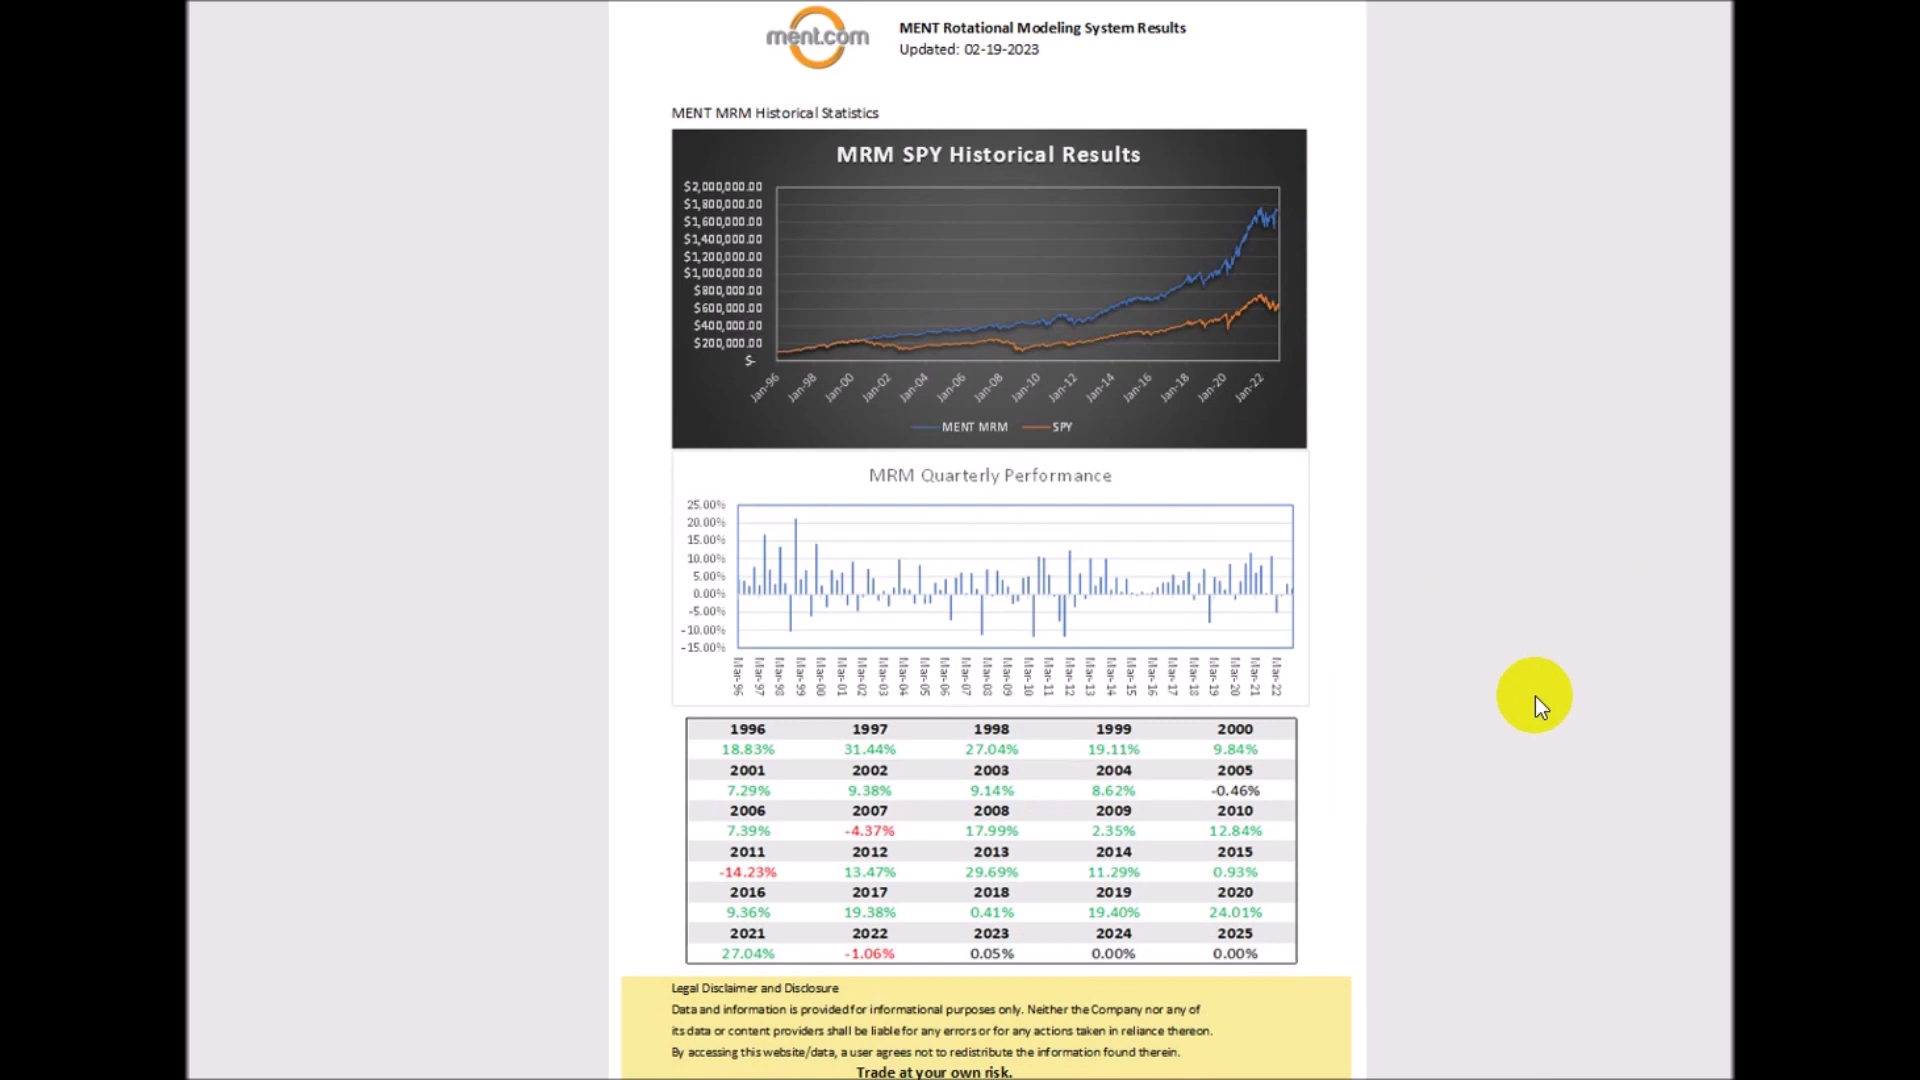 ment.com
MENT Rotational Modeling System Results
Updated: 02-19-2023
MENT MRM Historical Statistics
MRM SPY Historical Results
$2,000,000.00
$1,800,000.00
$1,600,000.00
$1,400,000.00
$1,200,000.00
$1,000,000.00
$800,000.00
$600,000.00
$400,000.00
$200,000.00
$-
Jan-96 Jan-98 Jan-00 Jan-02 Jan-04 Jan-06 Jan-08 Jan-10 Jan-12 Jan-14 Jan-16 Jan-18 Jan-20 Jan-22
MENT MRM SPY
MRM Quarterly Performance
25.00%
20.00%
15.00%
10.00%
5.00%
0.00%
-5.00%
-10.00%
-15.00%
Mar-96 Mar-97 Mar-98 Mar-99 Mar-00 Mar-01 Mar-02 Mar-03 Mar-04 Mar-05 Mar-06 Mar-07 Mar-08 Mar-09 Mar-10 Mar-11 Mar-12 Mar-13 Mar-14 Mar-15 Mar-16 Mar-17 Mar-18 Mar-19 Mar-20 Mar-21 Mar-22
1996 1997 1998 1999 2000
18.83% 31.44% 27.04% 19.11% 9.84%
2001 2002 2003 2004 2005
7.29% 9.38% 9.14% 8.62% -0.46%
2006 2007 2008 2009 2010
7.39% -4.37% 17.99% 2.35% 12.84%
2011 2012 2013 2014 2015
-14.23% 13.47% 29.69% 11.29% 0.93%
2016 2017 2018 2019 2020
9.36% 19.38% 0.41% 19.40% 24.01%
2021 2022 2023 2024 2025
27.04% -1.06% 0.05% 0.00% 0.00%
Legal Disclaimer and Disclosure
Data and information is provided for informational purposes only. Neither the Company nor any of
its data or content providers shall be liable for any errors or for any actions taken in reliance thereon.
By accessing this website/data, a user agrees not to redistribute the information found therein.
Trade at your own risk.